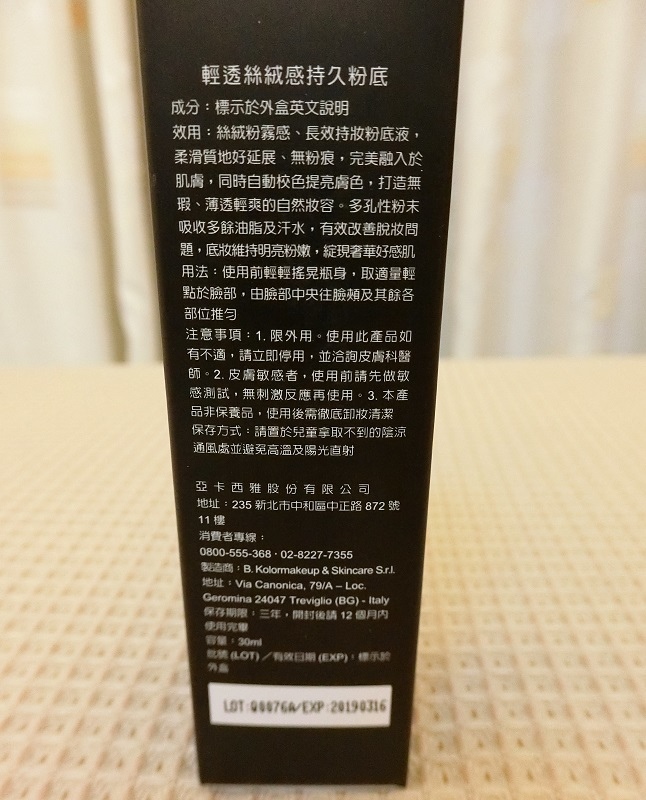 輕透絲絨感持久粉底
成分：標示於外盒英文說明
效用：絲絨粉霧感、長效持妝粉底液，
柔滑質地好延展、無粉痕，完美融入於
肌膚，同時自動校色提亮膚色，打造無
瑕、薄透輕爽的自然妝容。多孔性粉末
吸收多餘油脂及汗水，有效改善脫妝問
題，底妝維持明亮粉嫩，綻現奢華好感肌
用法：使用前輕輕搖晃瓶身，取適量輕
點於臉部，由臉部中央往臉頰及其餘各
部位推勻
注意事項：1. 限外用。使用此產品如
有不適，請立即停用，並洽詢皮膚科醫
師。2. 皮膚敏感者，使用前請先做敏
感測試，無刺激反應再使用。3. 本產
品非保養品，使用後需徹底卸妝清潔
保存方式：請置於兒童拿取不到的陰涼
通風處並避免高溫及陽光直射
亞卡西雅股份有限公司
地址：235 新北市中和區中正路 872 號
11 樓
消費者專線：
0800-555-368 · 02-8227-7355
製造商：B. Kolormakeup & Skincare S.r.l.
地址：Via Canonica, 79/A – Loc.
Geromina 24047 Treviglio (BG) - Italy
保存期限：三年，開封後請 12 個月內
使用完畢
容量：30ml
批號 (LOT) ／有效日期 (EXP)：標示於
外盒
LOT:Q0076A/EXP:20190316